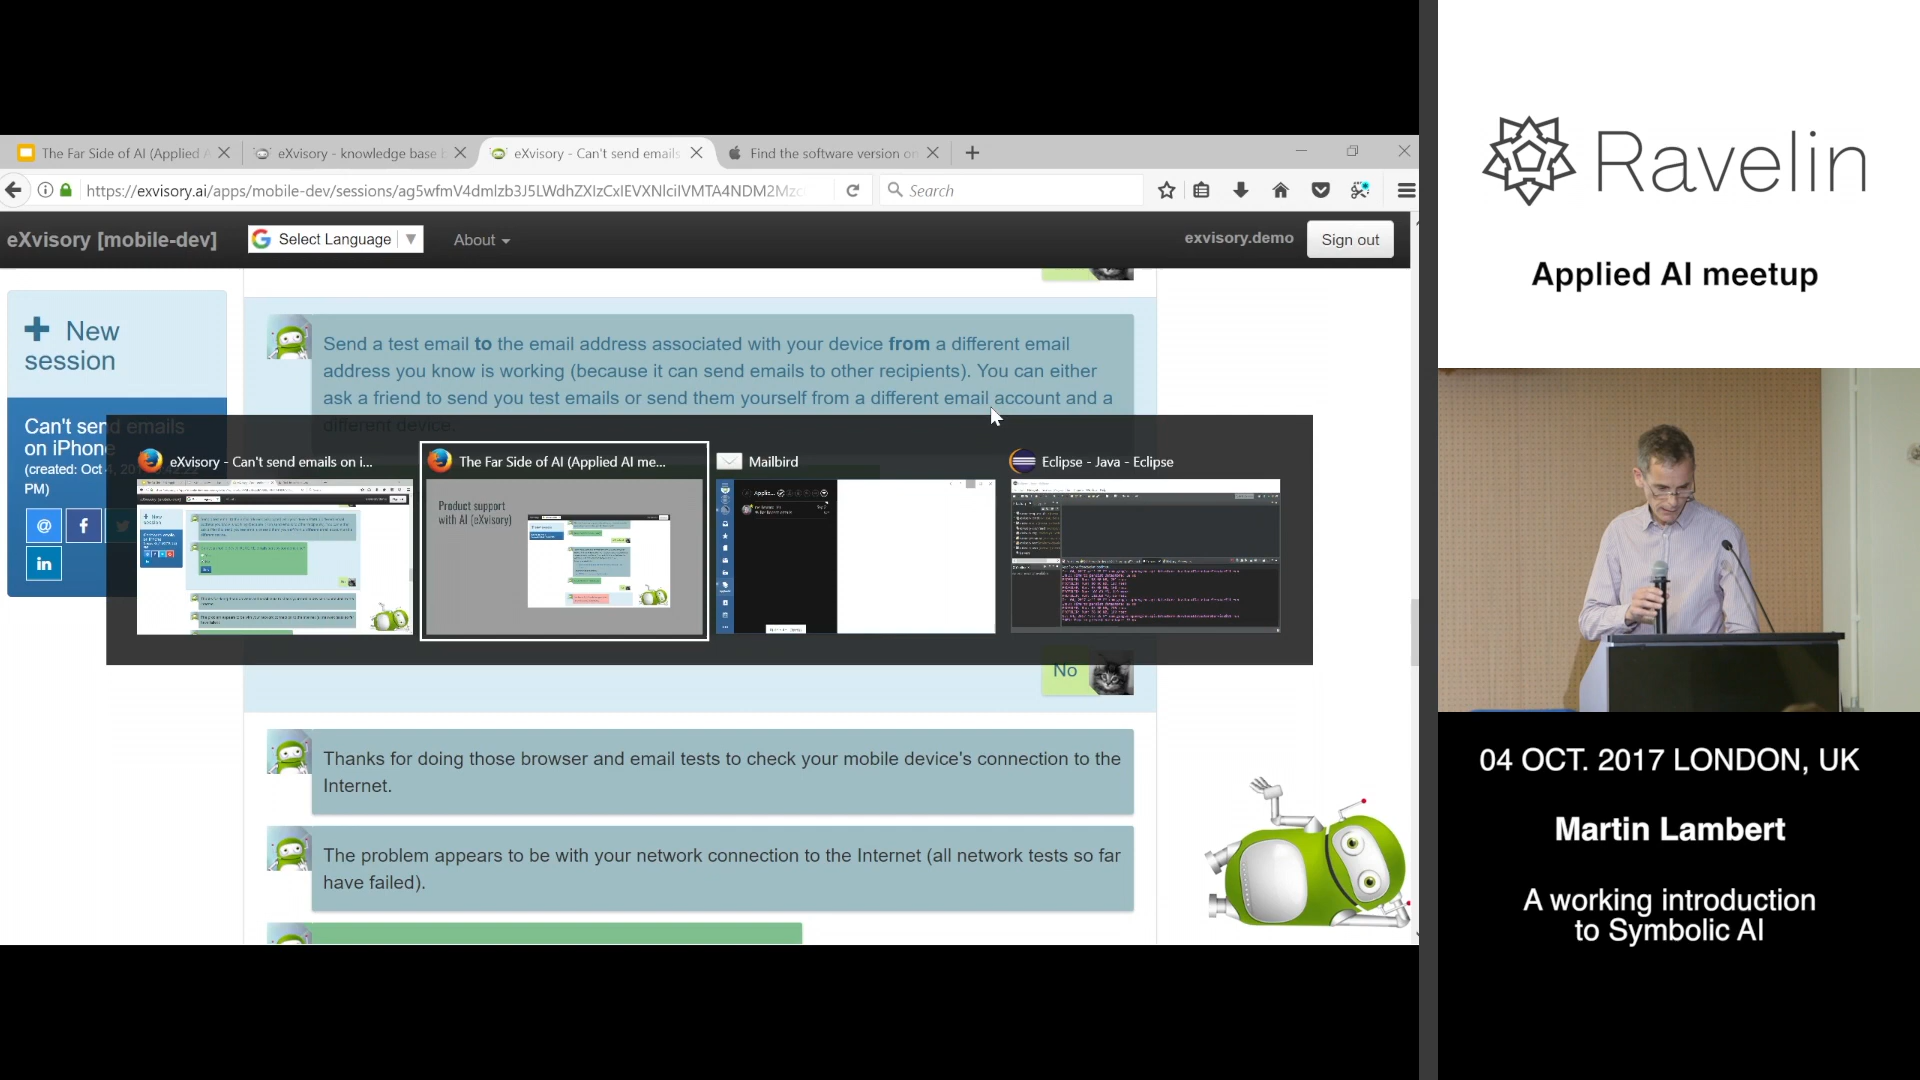 The Far Side of AI (Applied A
eXvisory - knowledge base
eXvisory - Can't send emails
Find the software version on
https://exvisory.ai/apps/mobile-dev/sessions/
Search
eXvisory [mobile-dev]
Select Language
About
exvisory.demo
Sign out
New
session
Can't send emails
on iPhone
(created: Oct
PM)
Send a test email to the email address associated with your device from a different email
address you know is working (because it can send emails to other recipients). You can either
ask a friend to send you test emails or send them yourself from a different email account and a
different device.
eXvisory - Can't send emails on i...
The Far Side of AI (Applied AI me...
Mailbird
Eclipse - Java - Eclipse
Product support
with AI (eXvisory)
No
Thanks for doing those browser and email tests to check your mobile device's connection to the
Internet.
The problem appears to be with your network connection to the Internet (all network tests so far
have failed).
Ravelin
Applied AI meetup
04 OCT. 2017 LONDON, UK
Martin Lambert
A working introduction
to Symbolic AI